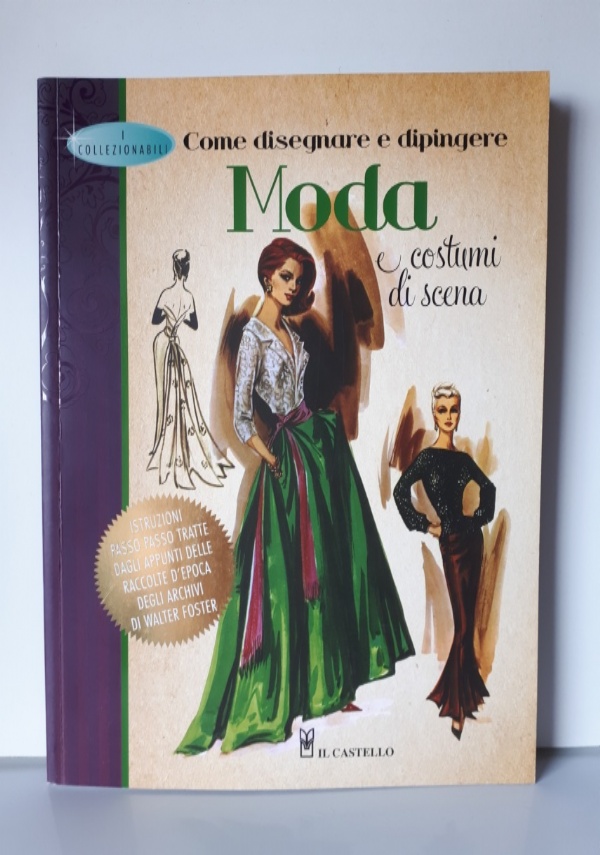 I
COLLEZIONABILI
Come disegnare e dipingere
Moda
e costumi
di scena
ISTRUZIONI
PASSO PASSO TRATTE
DAGLI APPUNTI DELLE
RACCOLTE D'EPOCA
DEGLI ARCHIVI
DI WALTER FOSTER
IL CASTELLO